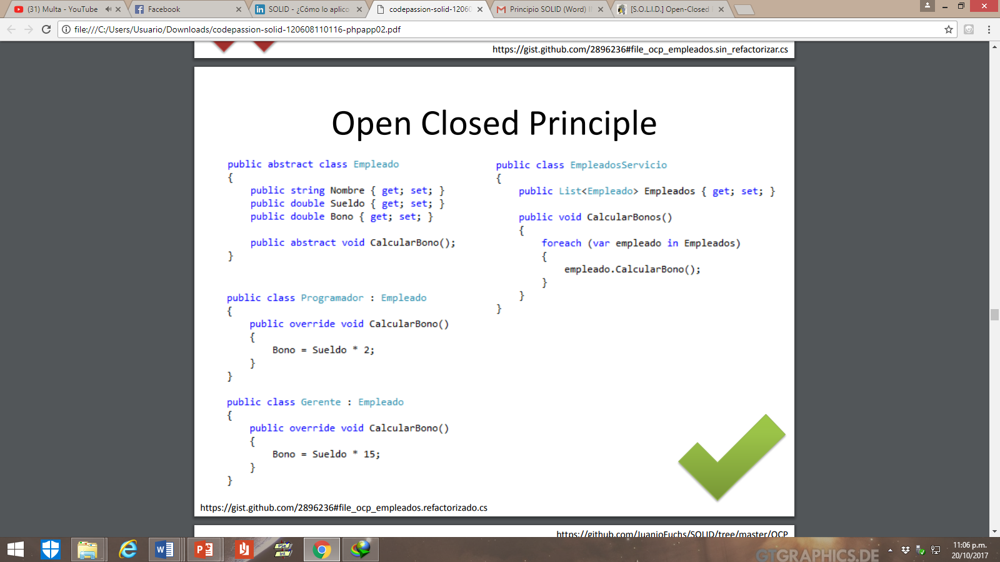 (31) Multa - YouTube
Facebook
SOLID - ¿Cómo lo aplico
codepassion-solid-12060
Principio SOLID (Word) I
[S.O.L.I.D.] Open-Closed
file:///C:/Users/Usuario/Downloads/codepassion-solid-120608110116-phpapp02.pdf
https://gist.github.com/2896236#file_ocp_empleados.sin_refactorizar.cs
Open Closed Principle
public abstract class Empleado
{
public string Nombre { get; set; }
public double Sueldo { get; set; }
public double Bono { get; set; }
public abstract void CalcularBono();
}
public class Programador : Empleado
{
public override void CalcularBono()
{
Bono = Sueldo * 2;
}
}
public class Gerente : Empleado
{
public override void CalcularBono()
{
Bono = Sueldo * 15;
}
}
public class EmpleadosServicio
{
public List<Empleado> Empleados { get; set; }
public void CalcularBonos()
{
foreach (var empleado in Empleados)
{
empleado.CalcularBono();
}
}
}
https://gist.github.com/2896236#file_ocp_empleados.refactorizado.cs
https://github.com/JuanjoFuchs/SOLID/tree/master/OCP
PSe
Int
GTGRAPHICS.DE
11:06 p.m.
20/10/2017